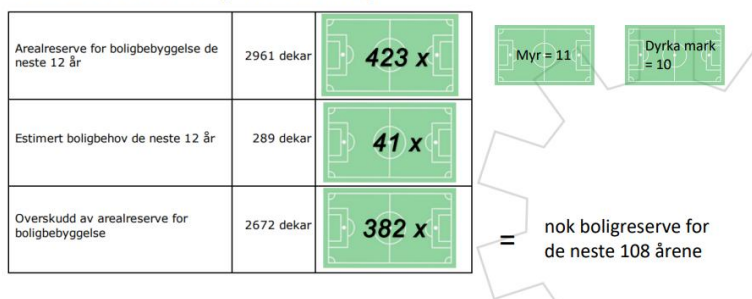 Arealreserve for boligbebyggelse de
neste 12 år
2961 dekar
423 x
Myr = 11
Dyrka mark
= 10
Estimert boligbehov de neste 12 år
289 dekar
41 x
Overskudd av arealreserve for
boligbebyggelse
2672 dekar
382 x
=
nok boligreserve for
de neste 108 årene